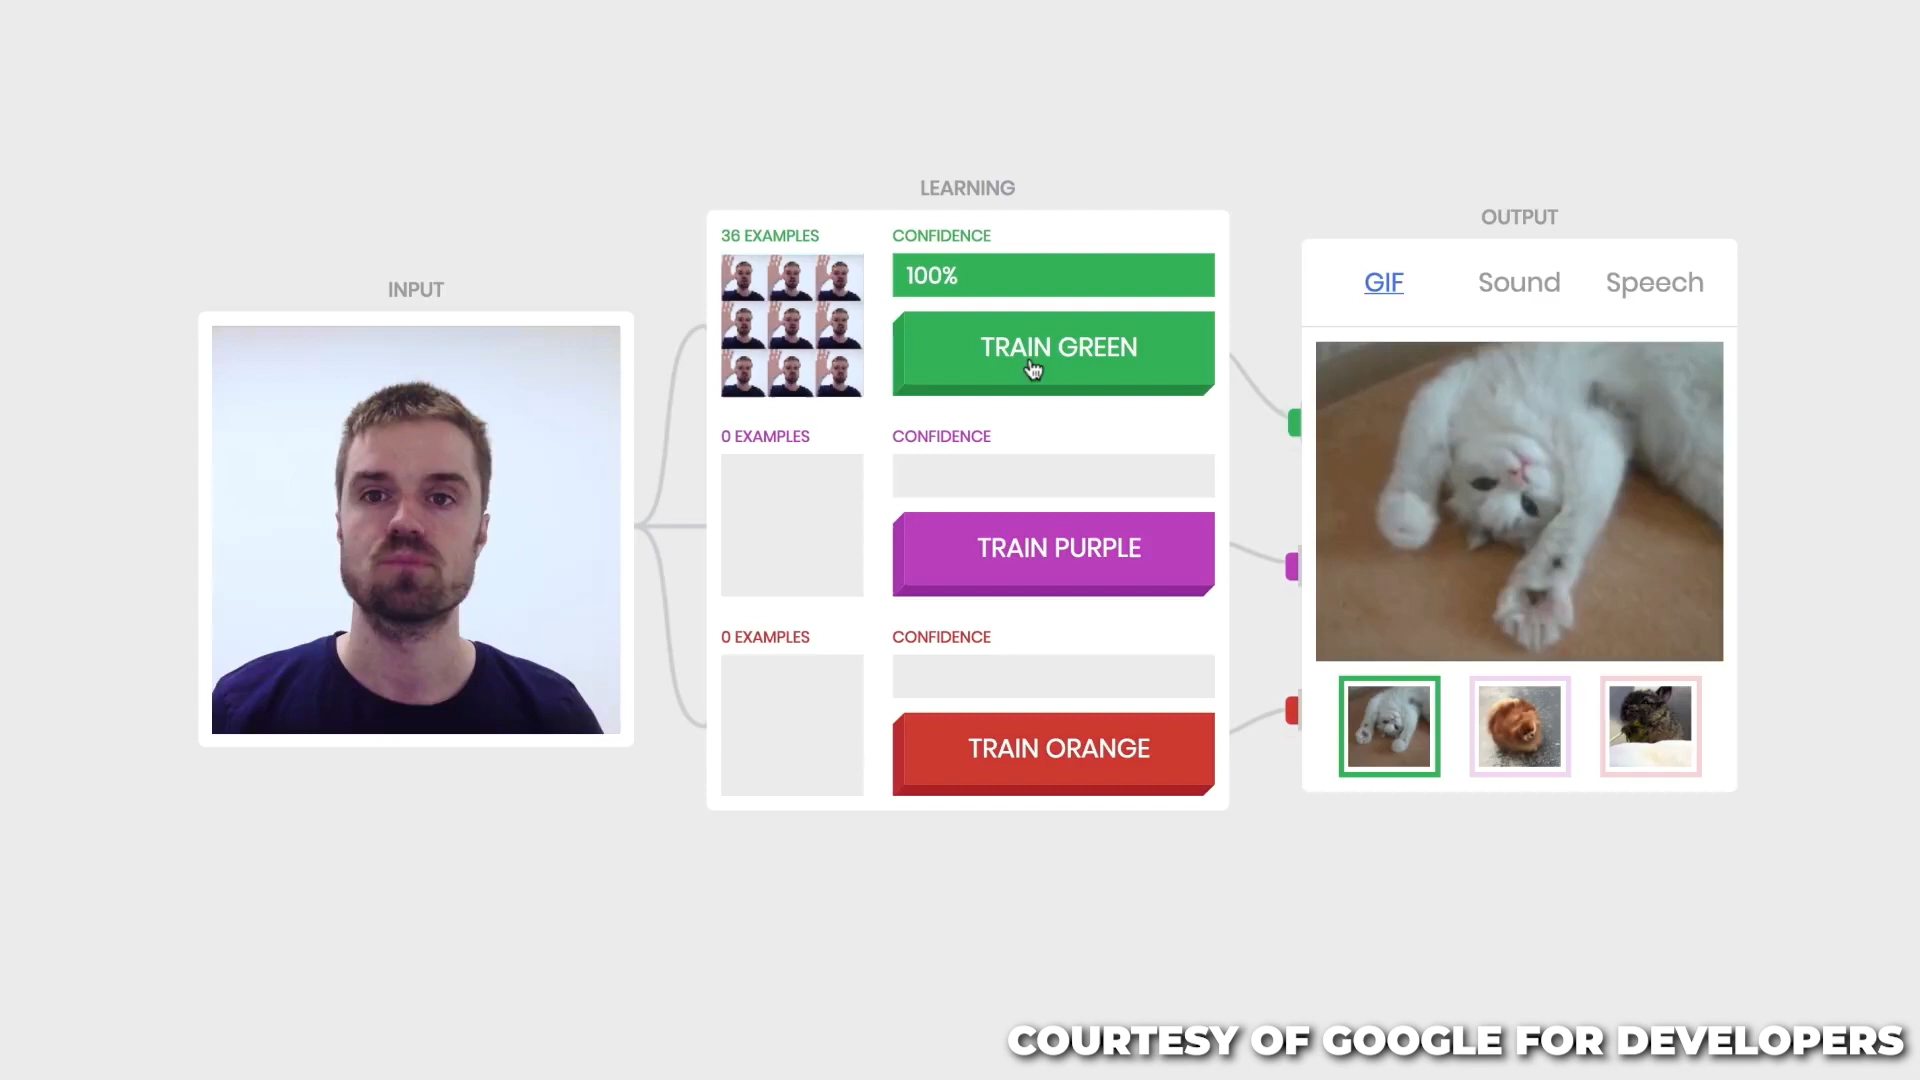 INPUT
LEARNING
36 EXAMPLES
CONFIDENCE
100%
TRAIN GREEN
0 EXAMPLES
CONFIDENCE
TRAIN PURPLE
0 EXAMPLES
CONFIDENCE
TRAIN ORANGE
OUTPUT
GIF Sound Speech
COURTESY OF GOOGLE FOR DEVELOPERS